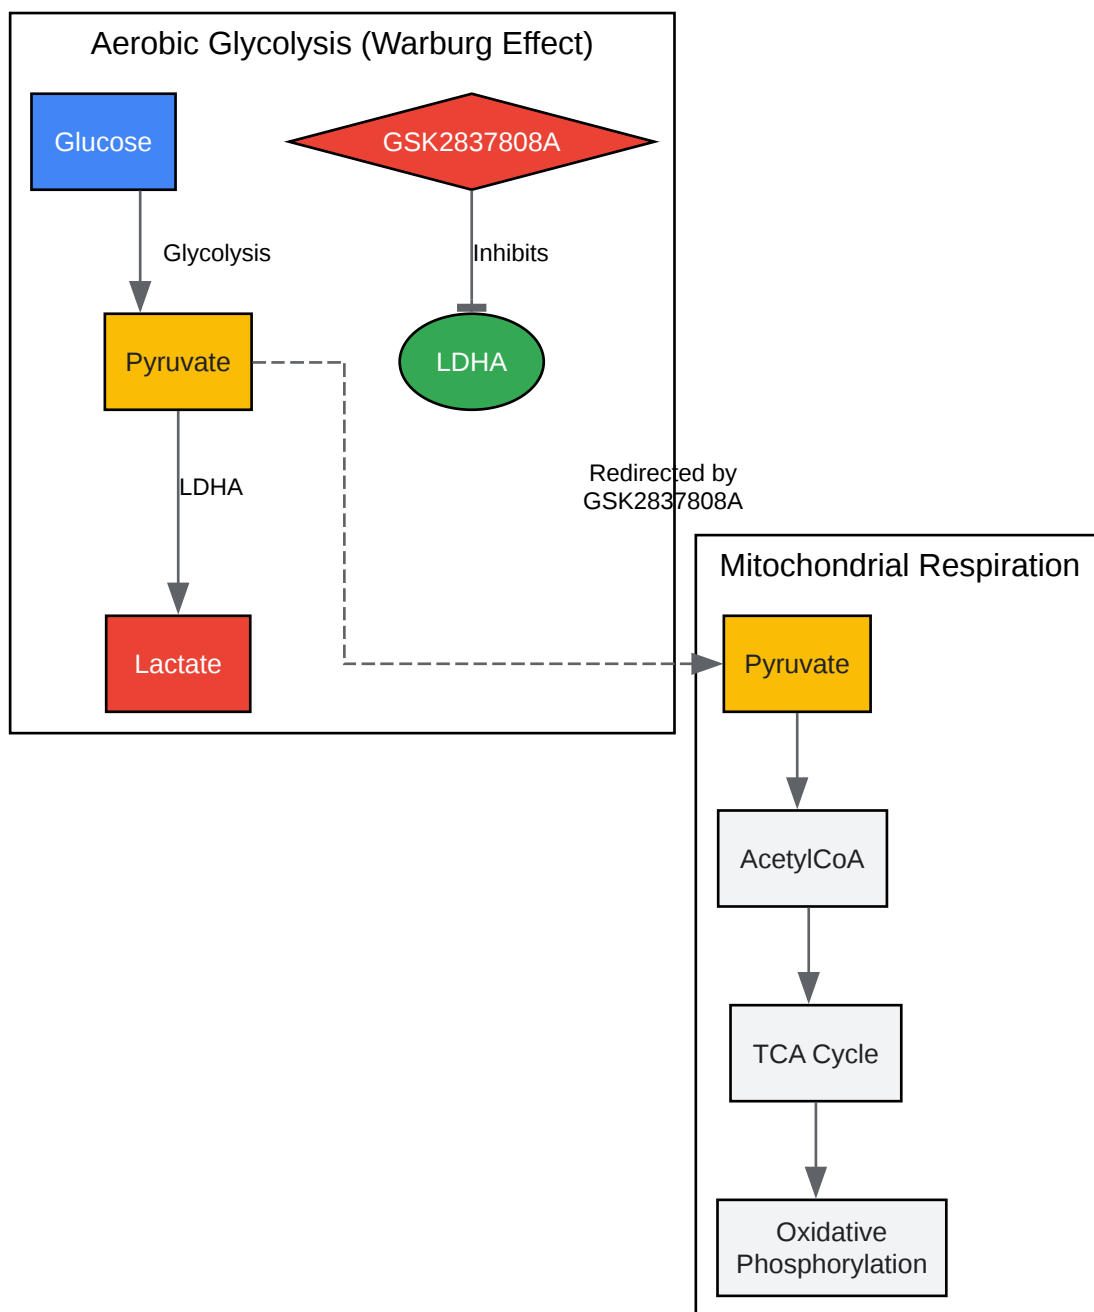 Aerobic Glycolysis (Warburg Effect)
Glucose
GSK2837808A
Glycolysis
Inhibits
Pyruvate
LDHA
LDHA
Redirected by
GSK2837808A
Lactate
Mitochondrial Respiration
Pyruvate
AcetylCoA
TCA Cycle
Oxidative
Phosphorylation